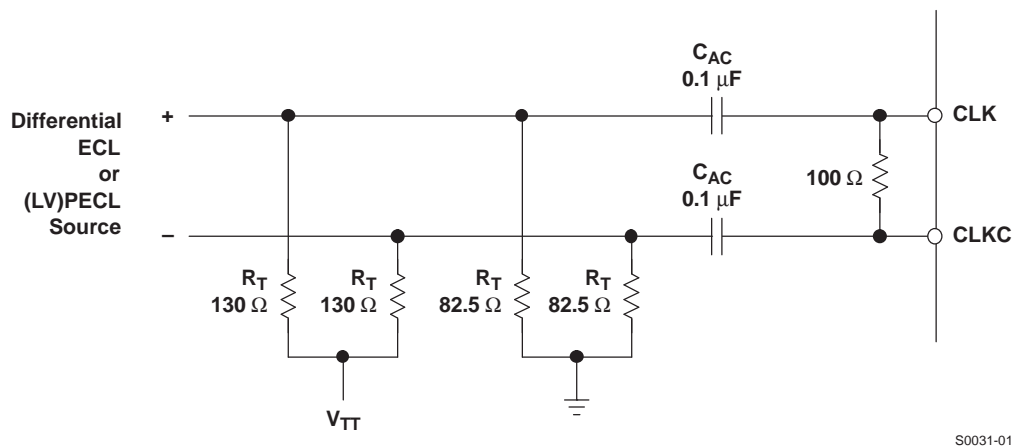 C_AC
0.1 μF
CLK
Differential
ECL
or
(LV)PECL
Source
+
100 Ω
C_AC
0.1 μF
−
CLKC
R_T
130 Ω
R_T
130 Ω
R_T
82.5 Ω
R_T
82.5 Ω
V_TT
S0031-01